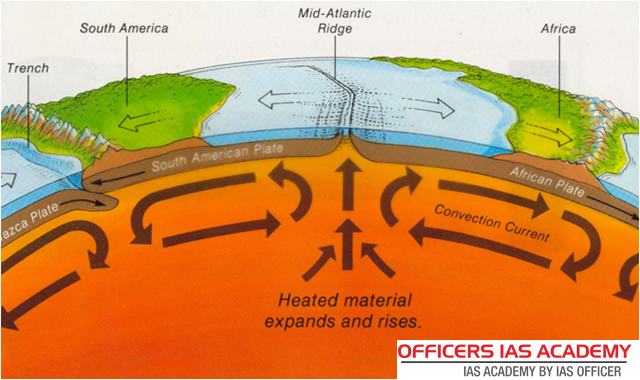 Mid-Atlantic
Ridge
South America
Africa
Trench
South American Plate
African Plate
azca Plate
Convection Current
Heated material
expands and rises.
OFFICERS IAS ACADEMY
IAS ACADEMY BY IAS OFFICER